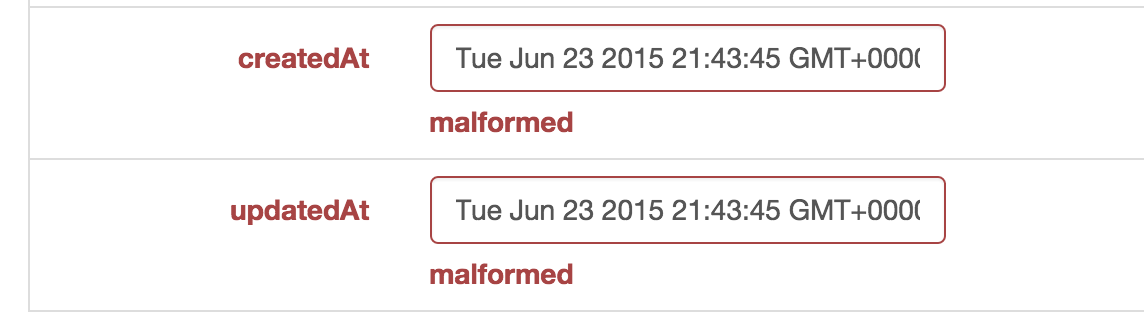 createdAt
Tue Jun 23 2015 21:43:45 GMT+000
malformed
updatedAt
Tue Jun 23 2015 21:43:45 GMT+000
malformed